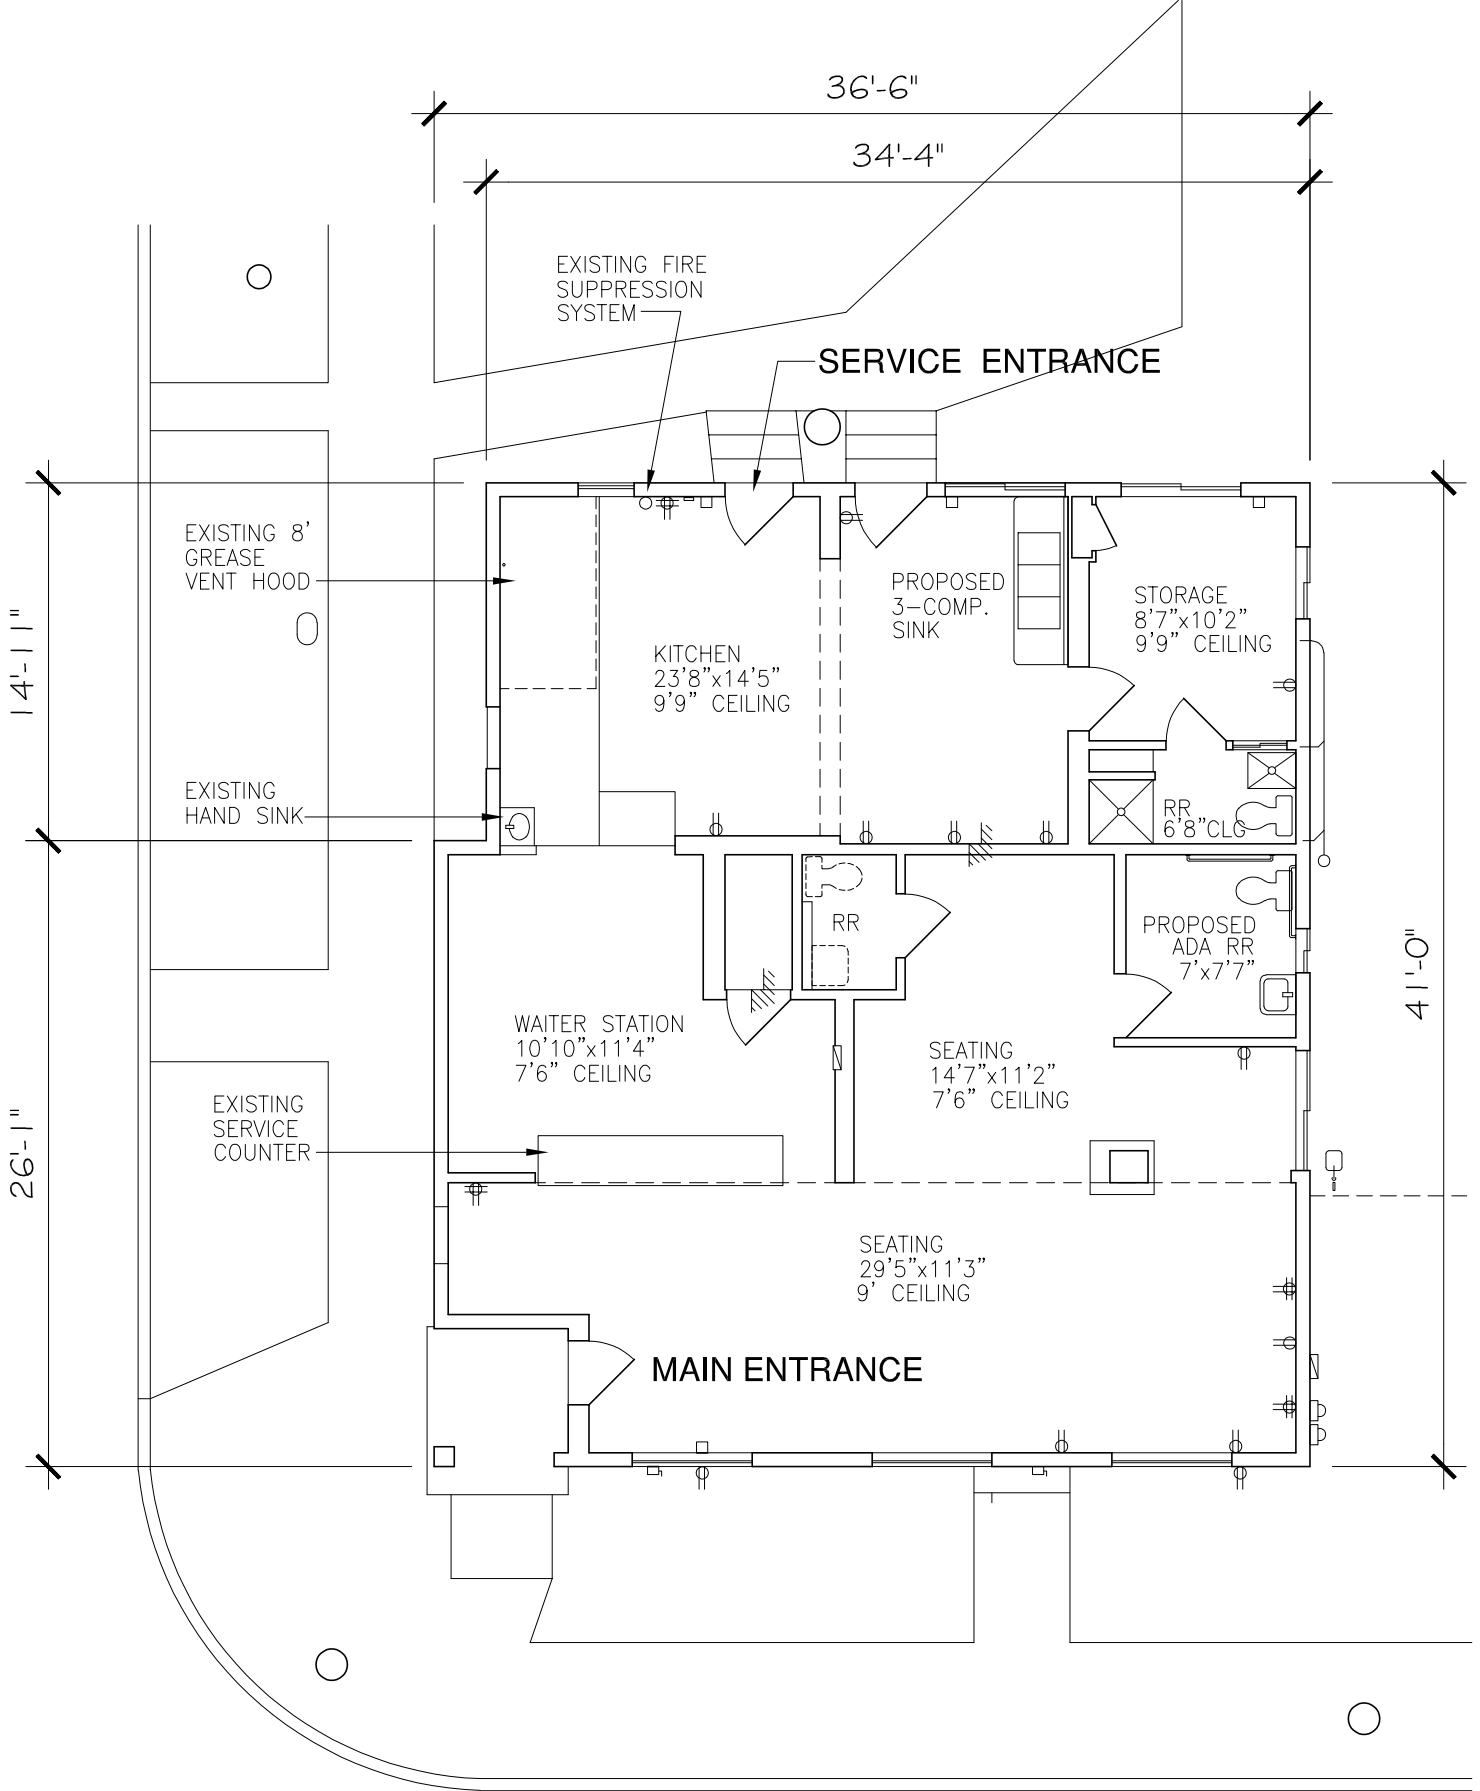 36'-6"
34'-4"
EXISTING FIRE
SUPPRESSION
SYSTEM
SERVICE ENTRANCE
EXISTING 8'
GREASE
VENT HOOD
14'-11"
PROPOSED
3-COMP.
SINK
STORAGE
8'7"x10'2"
9'9" CEILING
KITCHEN
23'8"x14'5"
9'9" CEILING
EXISTING
HAND SINK
RR
6'8"CLG
RR
PROPOSED
ADA RR
7'x7'7"
41'-0"
WAITER STATION
10'10"x11'4"
7'6" CEILING
SEATING
14'7"x11'2"
7'6" CEILING
EXISTING
SERVICE
COUNTER
26'-1"
SEATING
29'5"x11'3"
9' CEILING
MAIN ENTRANCE